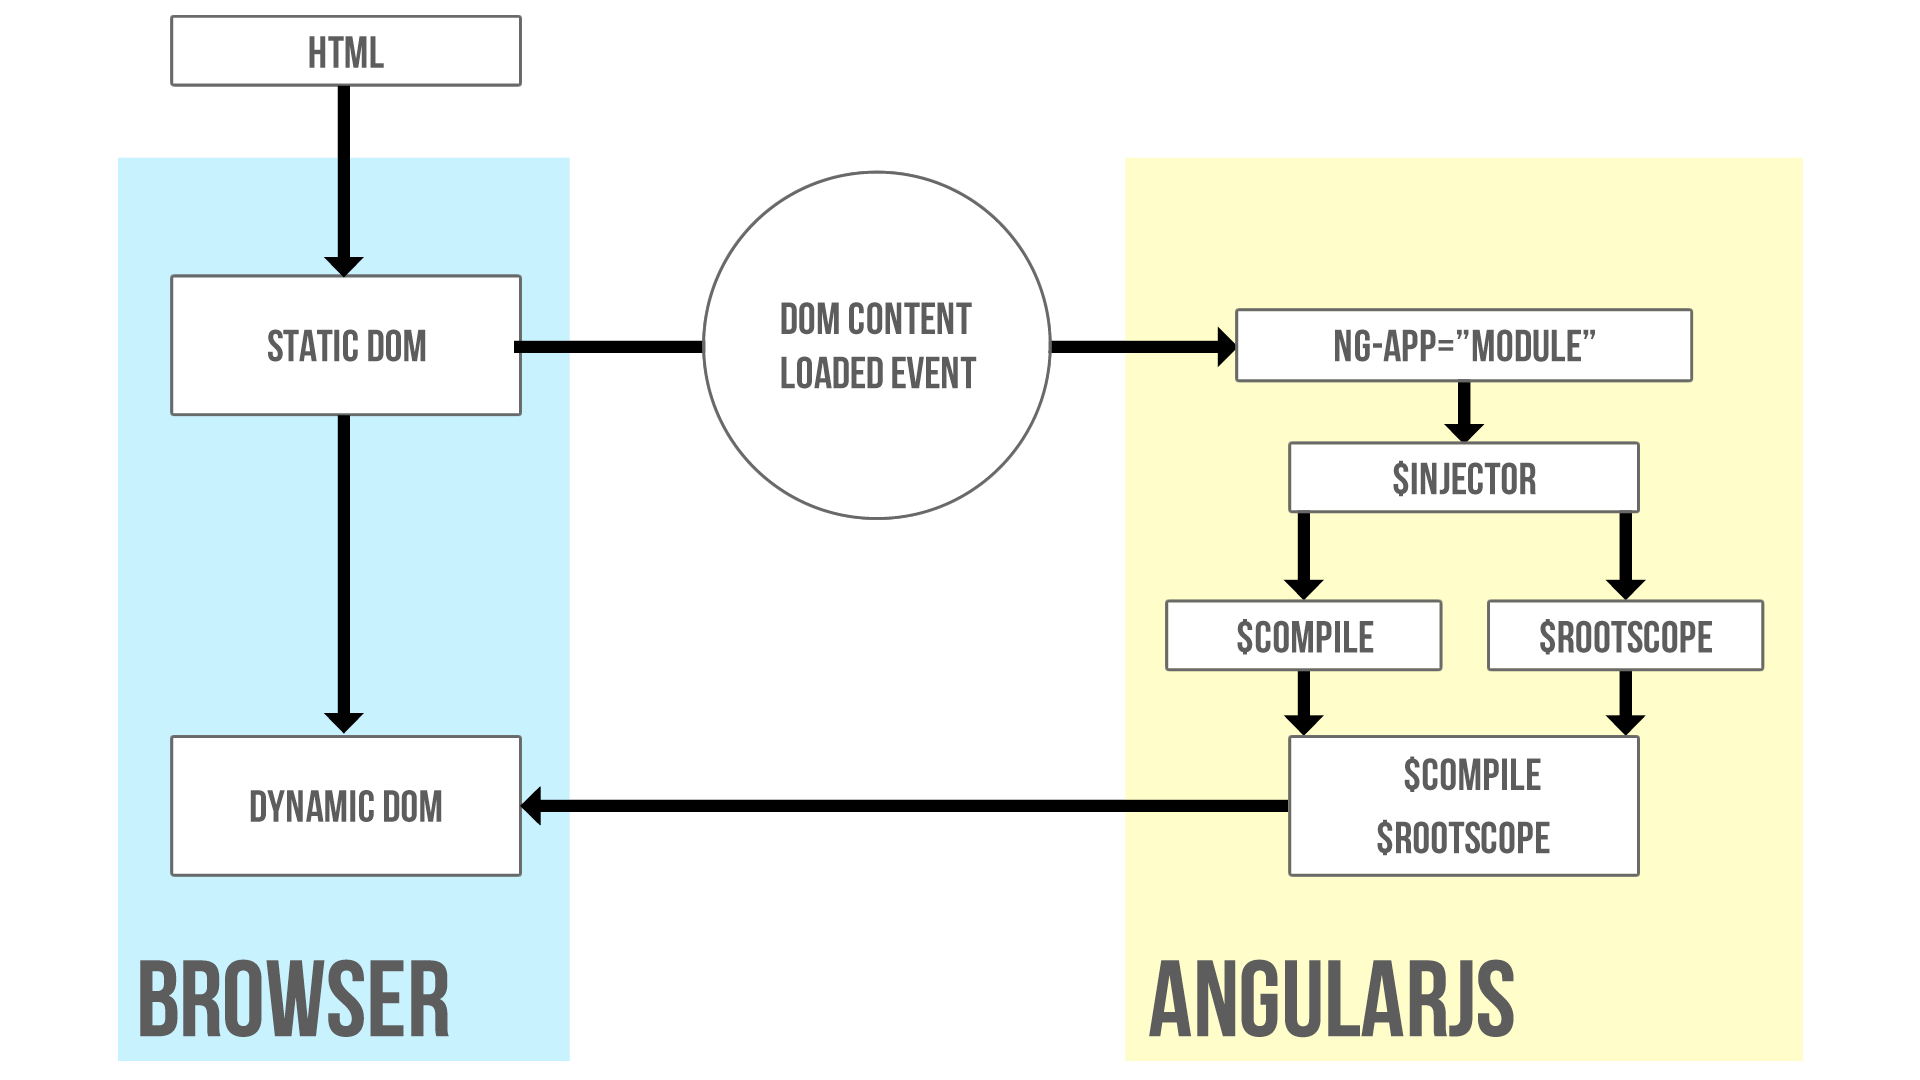 HTML
STATIC DOM
DOM CONTENT
LOADED EVENT
NG-APP=”MODULE”
$INJECTOR
$COMPILE
$ROOTSCOPE
$COMPILE
$ROOTSCOPE
DYNAMIC DOM
BROWSER
ANGULARJS